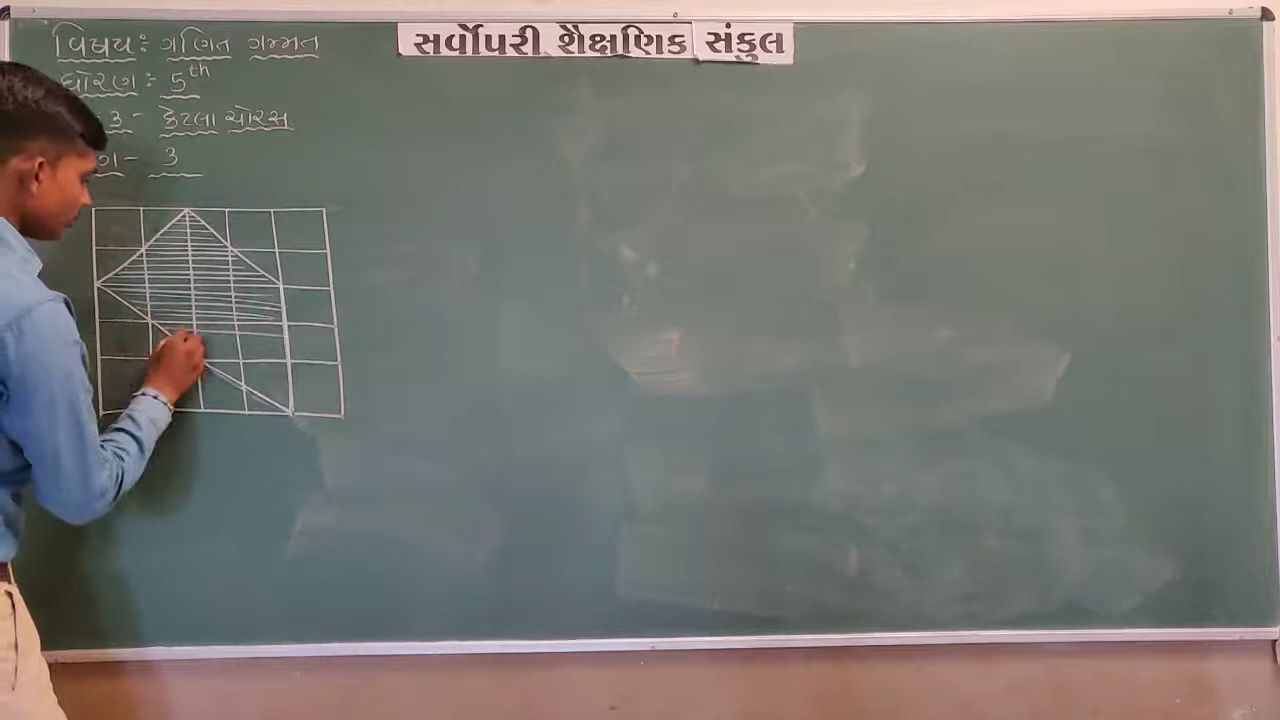 સર્વોપરી શૈક્ષણિક સંકુલ
વિષય: ગણિત ગમ્મત
ધોરણ: 5th
3 - કેટલા ચોરસ
- 3